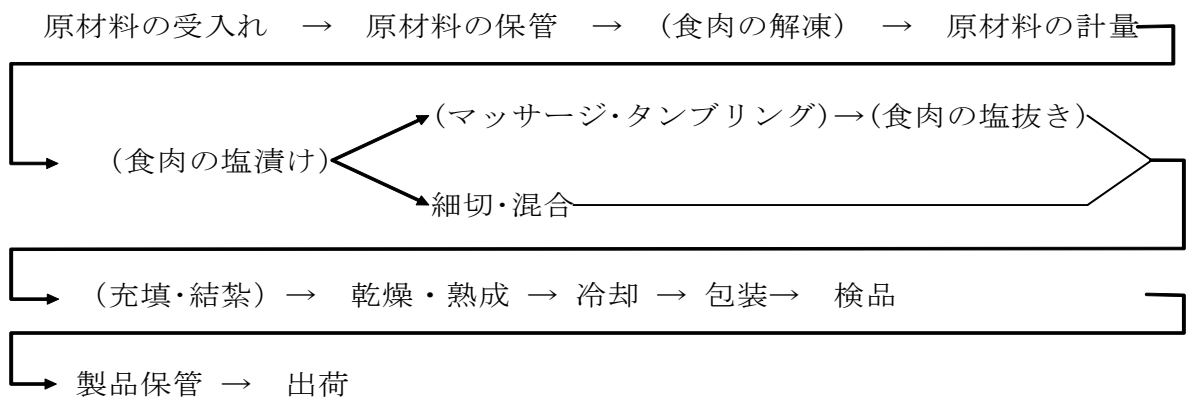 原材料の受入れ → 原材料の保管 → (食肉の解凍) → 原材料の計量
(マッサージ･タンブリング)→(食肉の塩抜き)
(食肉の塩漬け)
細切･混合
(充填･結紮) → 乾燥・熟成 → 冷却 → 包装→ 検品
製品保管 → 出荷